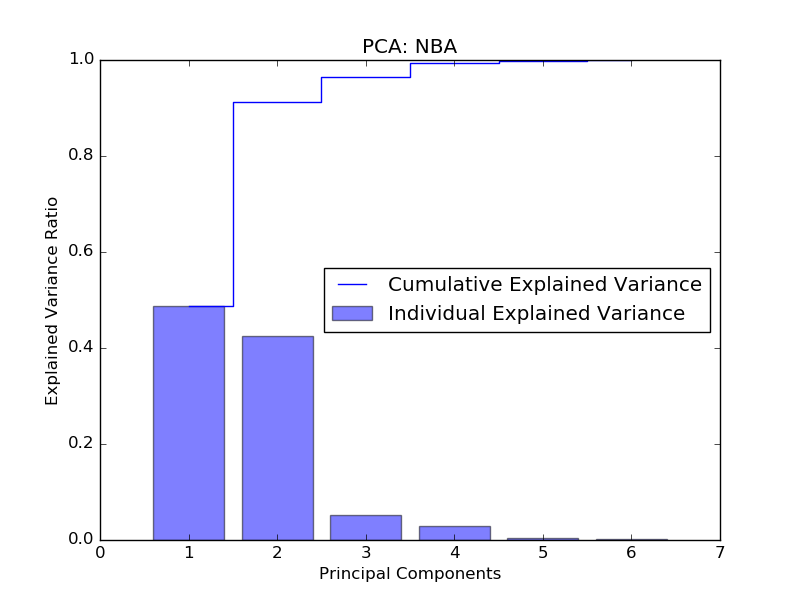 PCA: NBA
1.0
0.8
0.6
0.4
0.2
0.0
Explained Variance Ratio
Cumulative Explained Variance
Individual Explained Variance
0 1 2 3 4 5 6 7
Principal Components